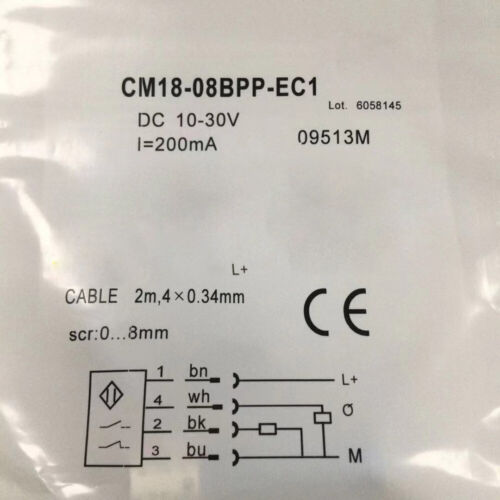 CM18-08BPP-EC1
Lot. 6058145
DC 10-30V
I=200mA
09513M
L+
CABLE 2m,4×0.34mm
scr:0...8mm
CE
1 bn L+
4 wh σ
2 bk
3 bu M